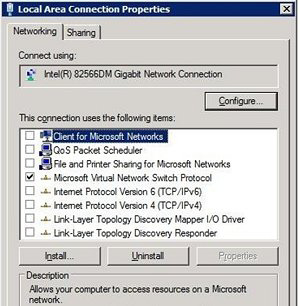 Local Area Connection Properties
Networking
Sharing
Connect using:
Intel(R) 82566DM Gigabit Network Connection
Configure...
This connection uses the following items:
Client for Microsoft Networks
QoS Packet Scheduler
File and Printer Sharing for Microsoft Networks
Microsoft Virtual Network Switch Protocol
Internet Protocol Version 6 (TCP/IPv6)
Internet Protocol Version 4 (TCP/IPv4)
Link-Layer Topology Discovery Mapper I/O Driver
Link-Layer Topology Discovery Responder
Install...
Uninstall
Properties
Description
Allows your computer to access resources on a Microsoft
network.